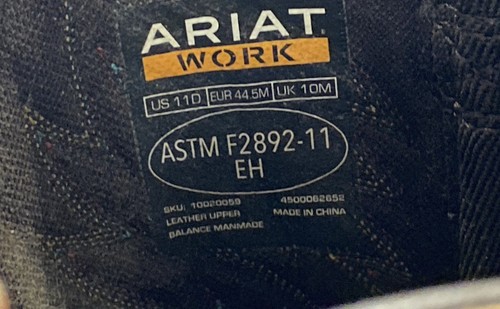 ARIAT
WORK
US 11D EUR 44.5M UK 10M
ASTM F2892-11
EH
SKU: 10020059 4500062652
LEATHER UPPER MADE IN CHINA
BALANCE MANMADE